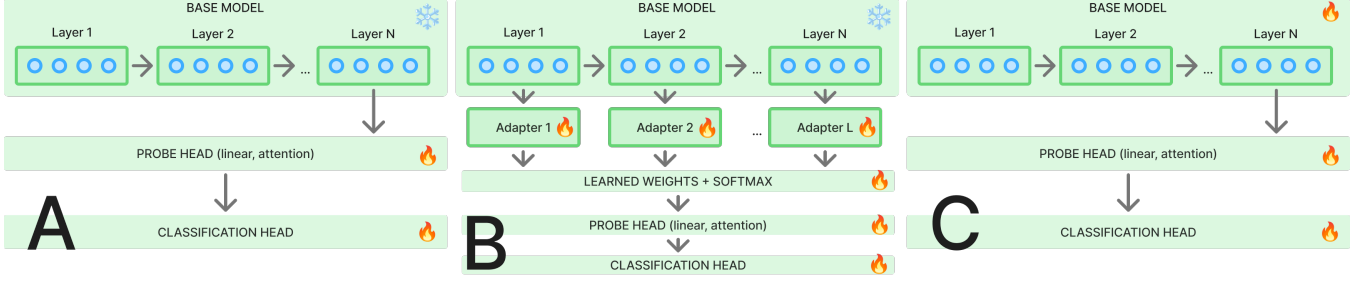 BASE MODEL
Layer 1
Layer 2
Layer N
...
PROBE HEAD (linear, attention)
CLASSIFICATION HEAD
A
BASE MODEL
Layer 1
Layer 2
Layer N
...
Adapter 1
Adapter 2
...
Adapter L
LEARNED WEIGHTS + SOFTMAX
PROBE HEAD (linear, attention)
CLASSIFICATION HEAD
B
BASE MODEL
Layer 1
Layer 2
Layer N
...
PROBE HEAD (linear, attention)
CLASSIFICATION HEAD
C